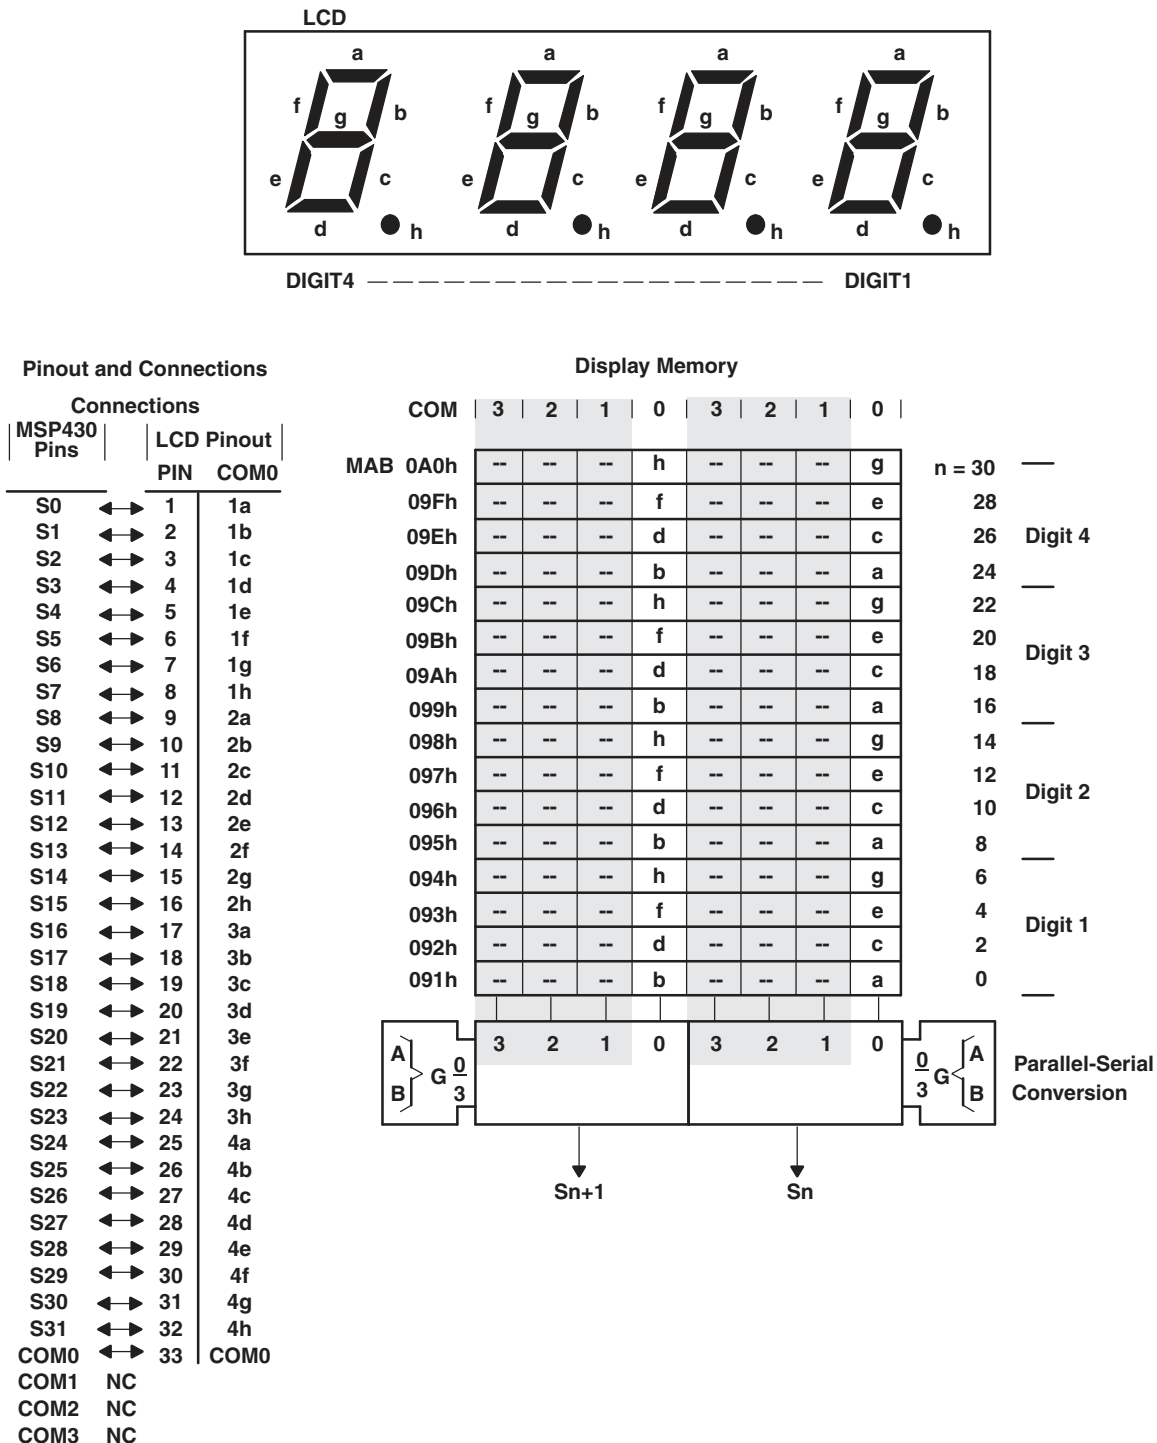 LCD
a a a a
f g b f g b f g b f g b
e c e c e c e c
d h d h d h d h
DIGIT4 — — — — — — — — — — — — — — — — — — DIGIT1
Pinout and Connections
Connections
MSP430 Pins
LCD Pinout
PIN COM0
S0 1 1a
S1 2 1b
S2 3 1c
S3 4 1d
S4 5 1e
S5 6 1f
S6 7 1g
S7 8 1h
S8 9 2a
S9 10 2b
S10 11 2c
S11 12 2d
S12 13 2e
S13 14 2f
S14 15 2g
S15 16 2h
S16 17 3a
S17 18 3b
S18 19 3c
S19 20 3d
S20 21 3e
S21 22 3f
S22 23 3g
S23 24 3h
S24 25 4a
S25 26 4b
S26 27 4c
S27 28 4d
S28 29 4e
S29 30 4f
S30 31 4g
S31 32 4h
COM0 33 COM0
COM1 NC
COM2 NC
COM3 NC
Display Memory
COM 3 2 1 0 3 2 1 0
MAB 0A0h -- -- -- h -- -- -- g n = 30
09Fh -- -- -- f -- -- -- e 28
09Eh -- -- -- d -- -- -- c 26
09Dh -- -- -- b -- -- -- a 24
Digit 4
09Ch -- -- -- h -- -- -- g 22
09Bh -- -- -- f -- -- -- e 20
09Ah -- -- -- d -- -- -- c 18
099h -- -- -- b -- -- -- a 16
Digit 3
098h -- -- -- h -- -- -- g 14
097h -- -- -- f -- -- -- e 12
096h -- -- -- d -- -- -- c 10
095h -- -- -- b -- -- -- a 8
Digit 2
094h -- -- -- h -- -- -- g 6
093h -- -- -- f -- -- -- e 4
092h -- -- -- d -- -- -- c 2
091h -- -- -- b -- -- -- a 0
Digit 1
A B G 0 3
3 2 1 0 3 2 1 0
0 3 G A B
Parallel-Serial
Conversion
Sn+1 Sn